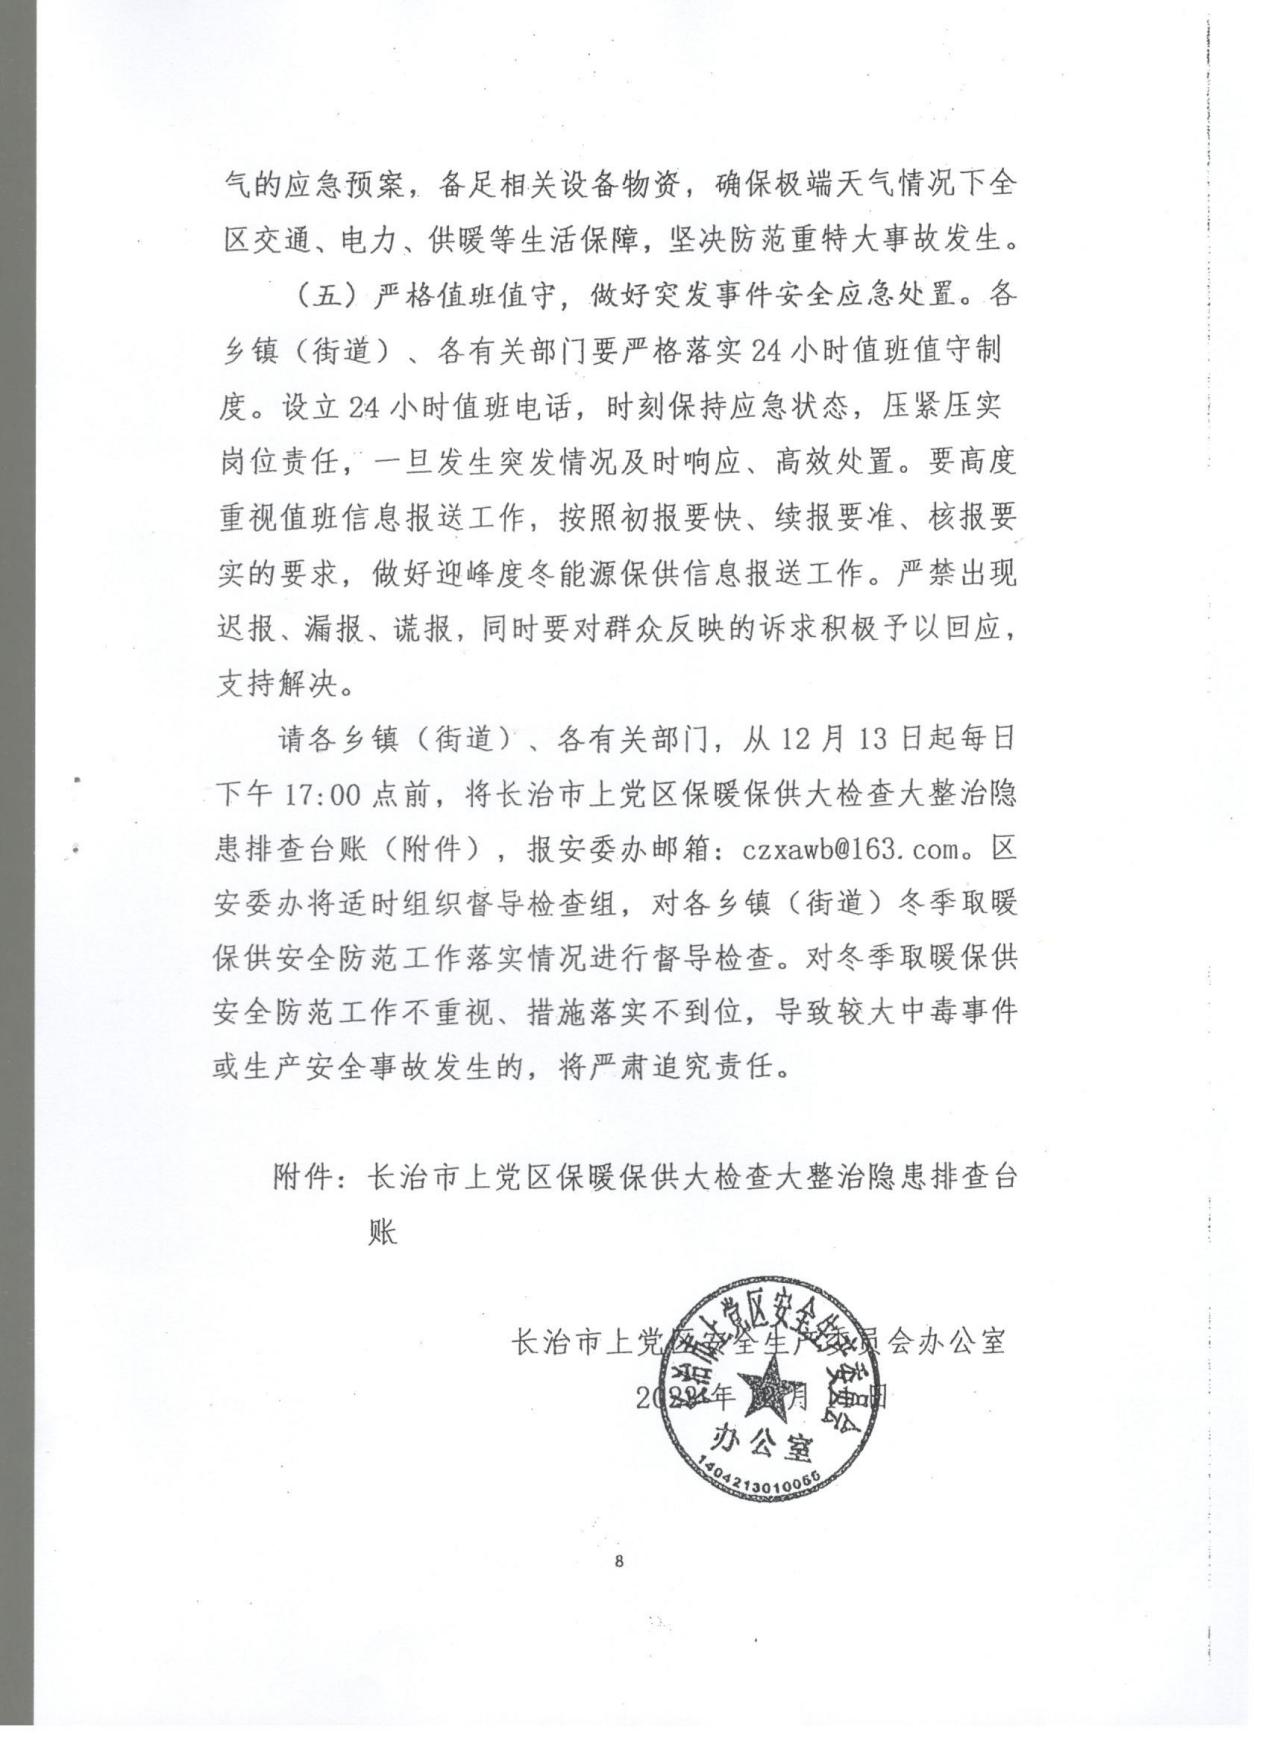 气的应急预案，备足相关设备物资，确保极端天气情况下全
区交通、电力、供暖等生活保障，坚决防范重特大事故发生。
（五）严格值班值守，做好突发事件安全应急处置。各
乡镇（街道）、各有关部门要严格落实24小时值班值守制
度。设立24小时值班电话，时刻保持应急状态，压紧压实
岗位责任，一旦发生突发情况及时响应、高效处置。要高度
重视值班信息报送工作，按照初报要快、续报要准、核报要
实的要求，做好迎峰度冬能源保供信息报送工作。严禁出现
迟报、漏报、谎报，同时要对群众反映的诉求积极予以回应，
支持解决。
请各乡镇（街道）、各有关部门，从12月13日起每日
下午17:00点前，将长治市上党区保暖保供大检查大整治隐
患排查台账（附件），报安委办邮�：czxawb@163.com。区
安委办将适时组织督导检查组，对各乡镇（街道）冬季取暖
保供安全防范工作落实情况进行督导检查。对冬季取暖保供
安全防范工作不重视、措施落实不到位，导致较大中毒事件
或生产安全事故发生的，将严肃追究责任。
附件：长治市上党区保暖保供大检查大整治隐患排查台
账
长治市上党区安全生产委员会办公室
年 月 日
长治市上党区安全生产委员会
办公室
1404213010055
8